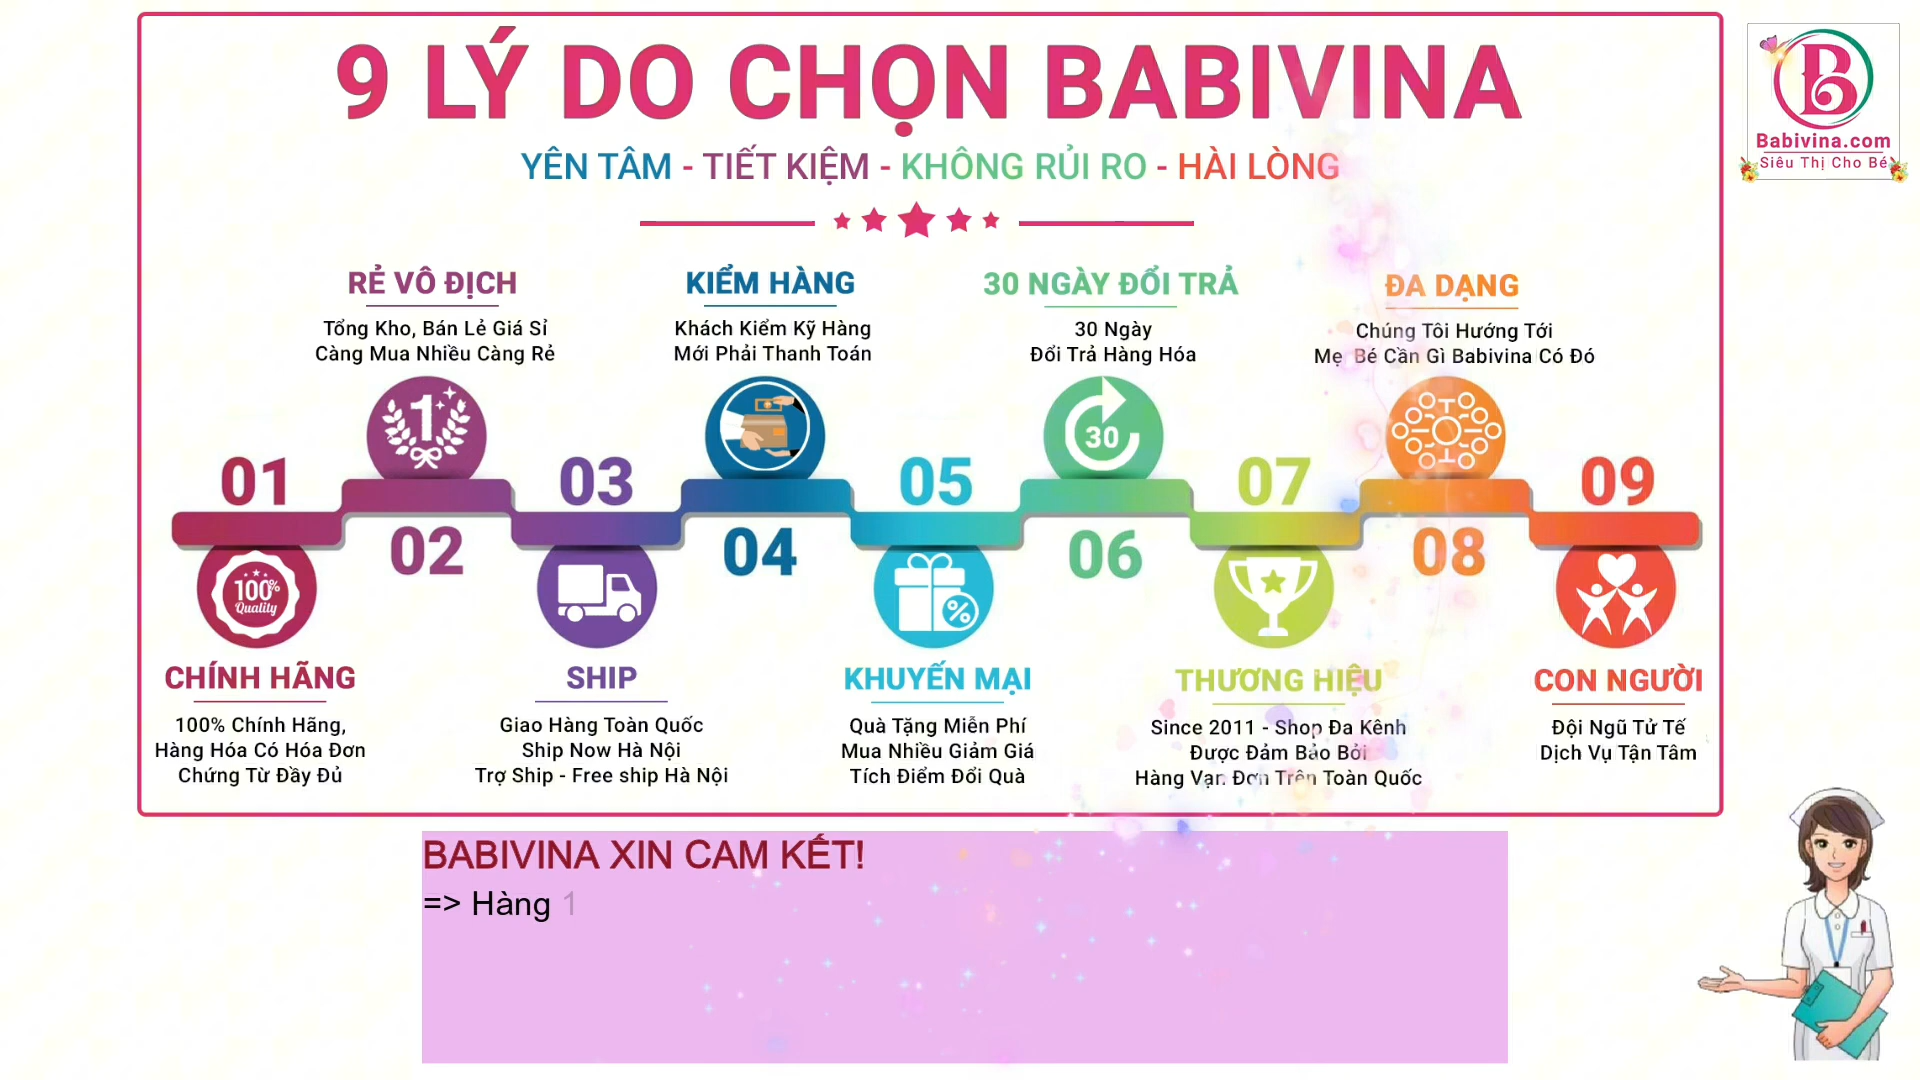 9 LÝ DO CHỌN BABIVINA
YÊN TÂM - TIẾT KIỆM - KHÔNG RỦI RO - HÀI LÒNG
Babivina.com
Siêu Thị Cho Bé
RẺ VÔ ĐỊCH
Tổng Kho, Bán Lẻ Giá Sỉ
Càng Mua Nhiều Càng Rẻ
KIỂM HÀNG
Khách Kiểm Kỹ Hàng
Mới Phải Thanh Toán
30 NGÀY ĐỔI TRẢ
30 Ngày
Đổi Trả Hàng Hóa
ĐA DẠNG
Chúng Tôi Hướng Tới
Mẹ Bé Cần Gì Babivina Có Đó
1
30
01
03
05
07
09
02
04
06
08
100%
Quality
%
CHÍNH HÃNG
100% Chính Hãng,
Hàng Hóa Có Hóa Đơn
Chứng Từ Đầy Đủ
SHIP
Giao Hàng Toàn Quốc
Ship Now Hà Nội
Trợ Ship - Free ship Hà Nội
KHUYẾN MẠI
Quà Tặng Miễn Phí
Mua Nhiều Giảm Giá
Tích Điểm Đổi Quà
THƯƠNG HIỆU
Since 2011 - Shop Đa Kênh
Được Đảm Bảo Bởi
Hàng Vạn Đơn Trên Toàn Quốc
CON NGƯỜI
Đội Ngũ Tử Tế
Dịch Vụ Tận Tâm
BABIVINA XIN CAM KẾT!
=> Hàng 1